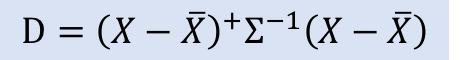 D = (X − X̄)⁺Σ⁻¹(X − X̄)